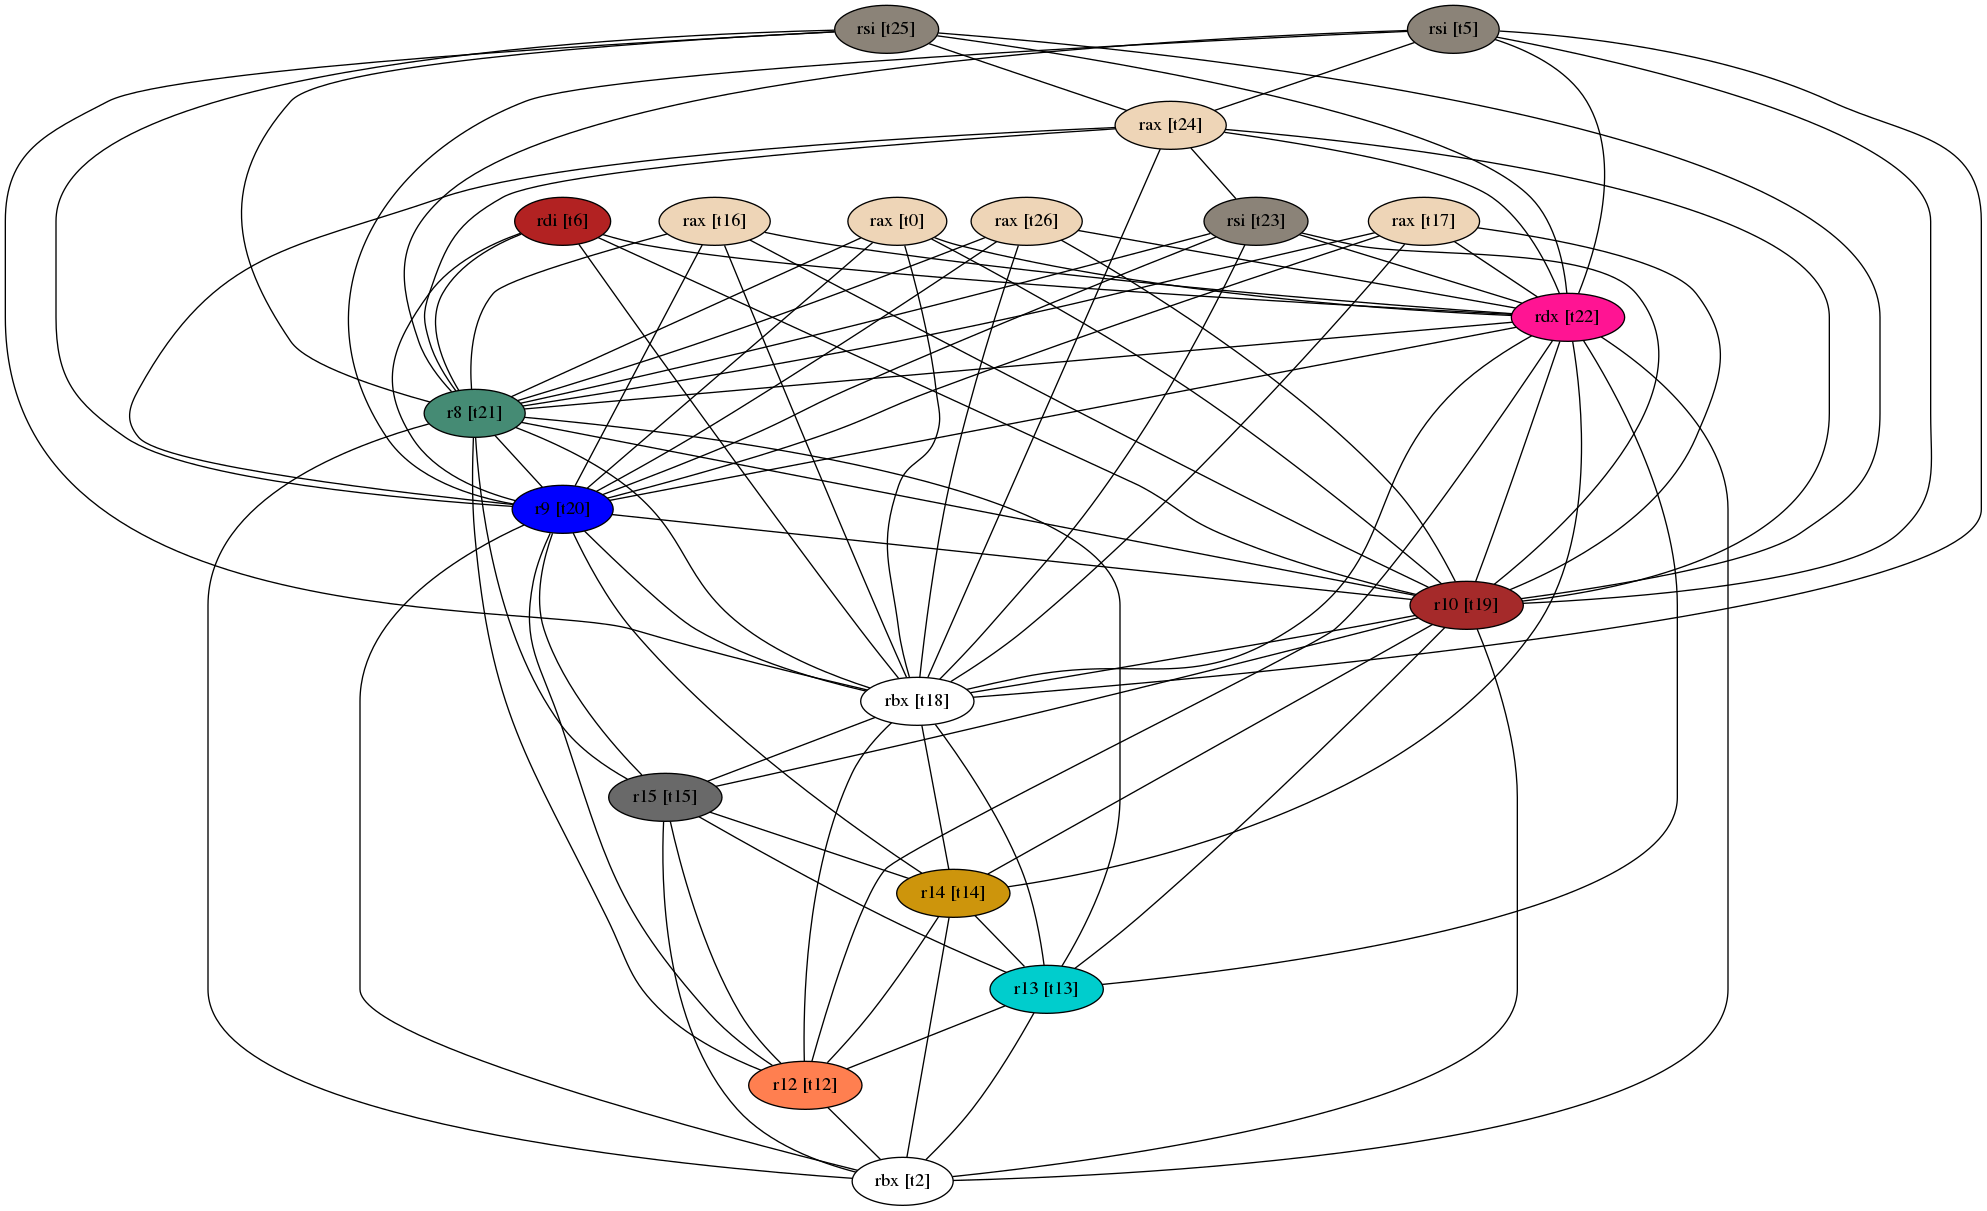 rsi [t25]
rsi [t5]
rax [t24]
rdi [t6]
rax [t16]
rax [t0]
rax [t26]
rsi [t23]
rax [t17]
rdx [t22]
r8 [t21]
r9 [t20]
r10 [t19]
rbx [t18]
r15 [t15]
r14 [t14]
r13 [t13]
r12 [t12]
rbx [t2]